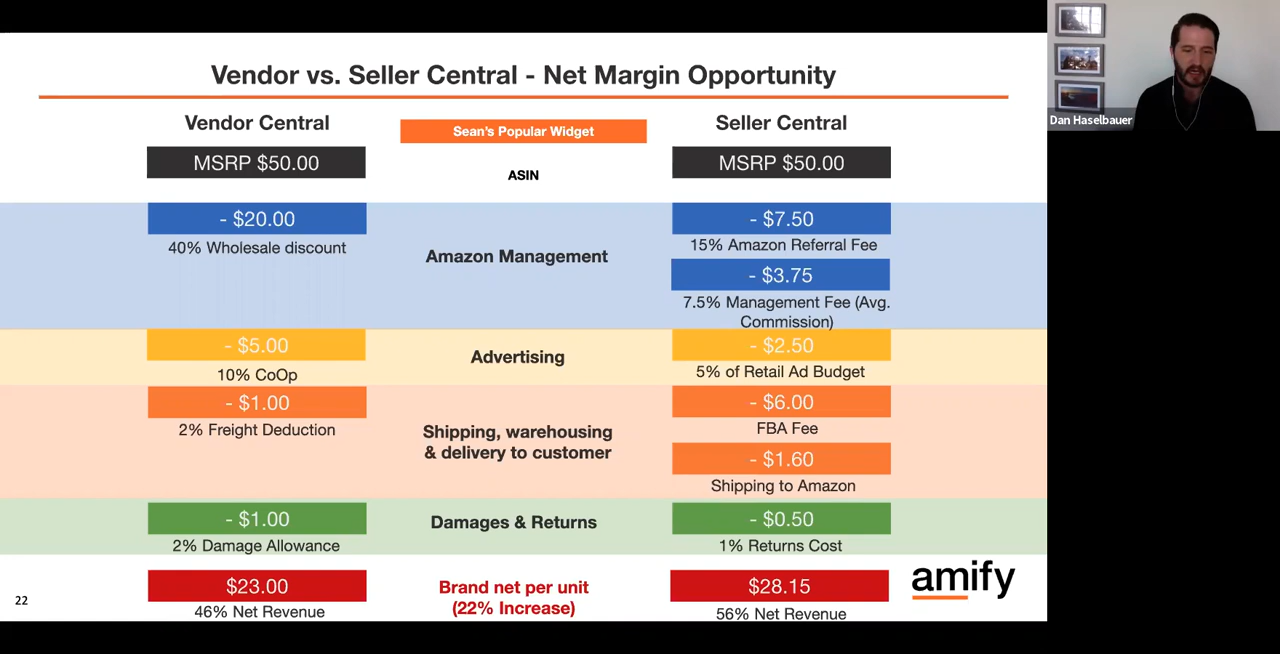 Vendor vs. Seller Central - Net Margin Opportunity
Vendor Central
Sean's Popular Widget
Seller Central
MSRP $50.00
ASIN
MSRP $50.00
- $20.00
40% Wholesale discount
Amazon Management
- $7.50
15% Amazon Referral Fee
- $3.75
7.5% Management Fee (Avg.
Commission)
- $5.00
10% CoOp
Advertising
- $2.50
5% of Retail Ad Budget
- $1.00
2% Freight Deduction
Shipping, warehousing
& delivery to customer
- $6.00
FBA Fee
- $1.60
Shipping to Amazon
- $1.00
2% Damage Allowance
Damages & Returns
- $0.50
1% Returns Cost
$23.00
46% Net Revenue
Brand net per unit
(22% Increase)
$28.15
56% Net Revenue
amify
22
Dan Haselbauer